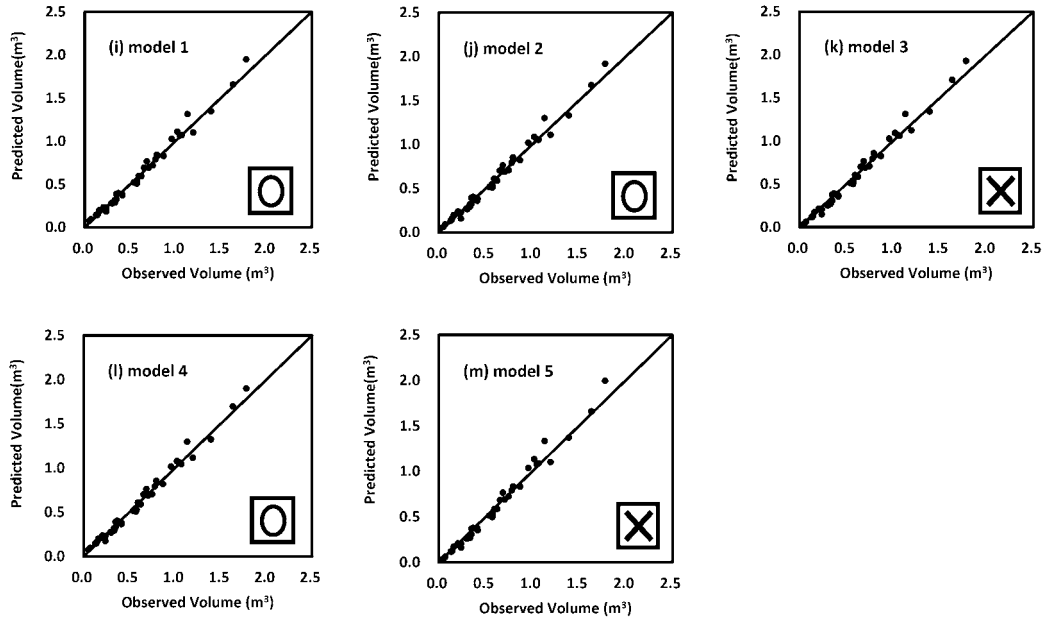 Predicted Volume(m³)
2.5
2.0
1.5
1.0
0.5
0.0
(i) model 1
O
0.0 0.5 1.0 1.5 2.0 2.5
Observed Volume (m³)
Predicted Volume(m³)
2.5
2.0
1.5
1.0
0.5
0.0
(j) model 2
O
0.0 0.5 1.0 1.5 2.0 2.5
Observed Volume (m³)
Predicted Volume(m³)
2.5
2.0
1.5
1.0
0.5
0.0
(k) model 3
X
0.0 0.5 1.0 1.5 2.0 2.5
Observed Volume (m³)
Predicted Volume(m³)
2.5
2.0
1.5
1.0
0.5
0.0
(l) model 4
O
0.0 0.5 1.0 1.5 2.0 2.5
Observed Volume (m³)
Predicted Volume(m³)
2.5
2.0
1.5
1.0
0.5
0.0
(m) model 5
X
0.0 0.5 1.0 1.5 2.0 2.5
Observed Volume (m³)